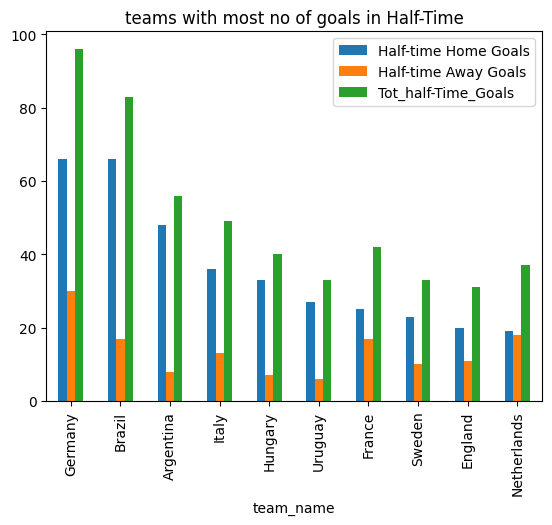 teams with most no of goals in Half-Time
Half-time Home Goals
Half-time Away Goals
Tot_half-Time_Goals
100
80
60
40
20
0
Germany
Brazil
Argentina
Italy
Hungary
Uruguay
France
Sweden
England
Netherlands
team_name